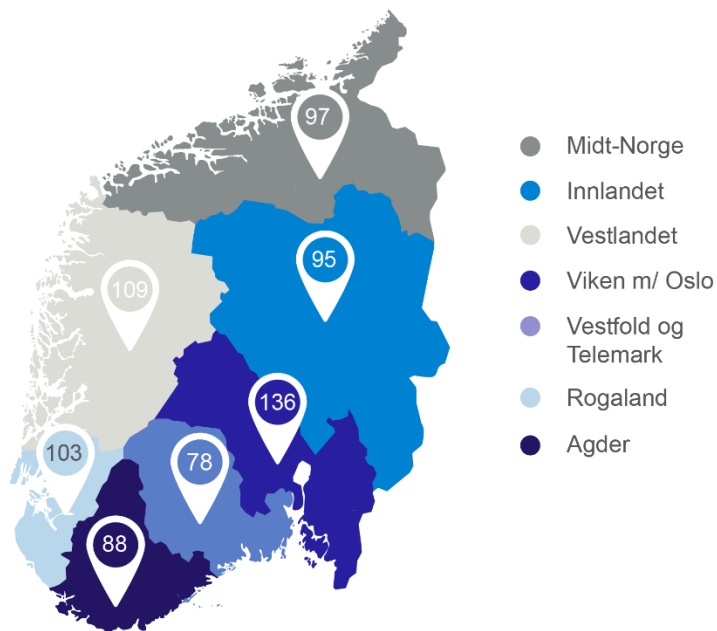 97
Midt-Norge
Innlandet
Vestlandet
95
109
Viken m/ Oslo
Vestfold og
Telemark
136
Rogaland
103
78
Agder
88